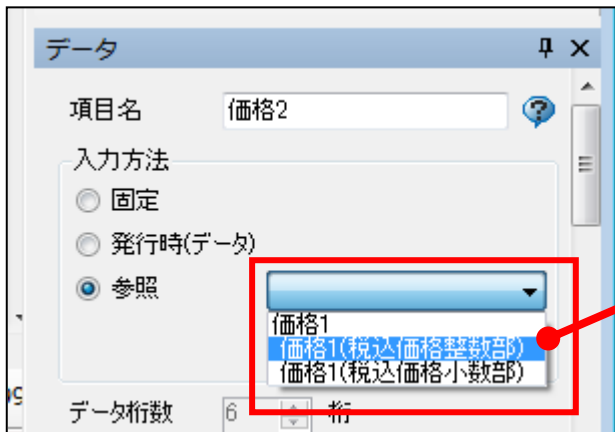 データ
項目名 価格2
入力方法
固定
発行時(データ)
参照
価格1
価格1(税込価格整数部)
価格1(税込価格小数部)
データ桁数 6 桁